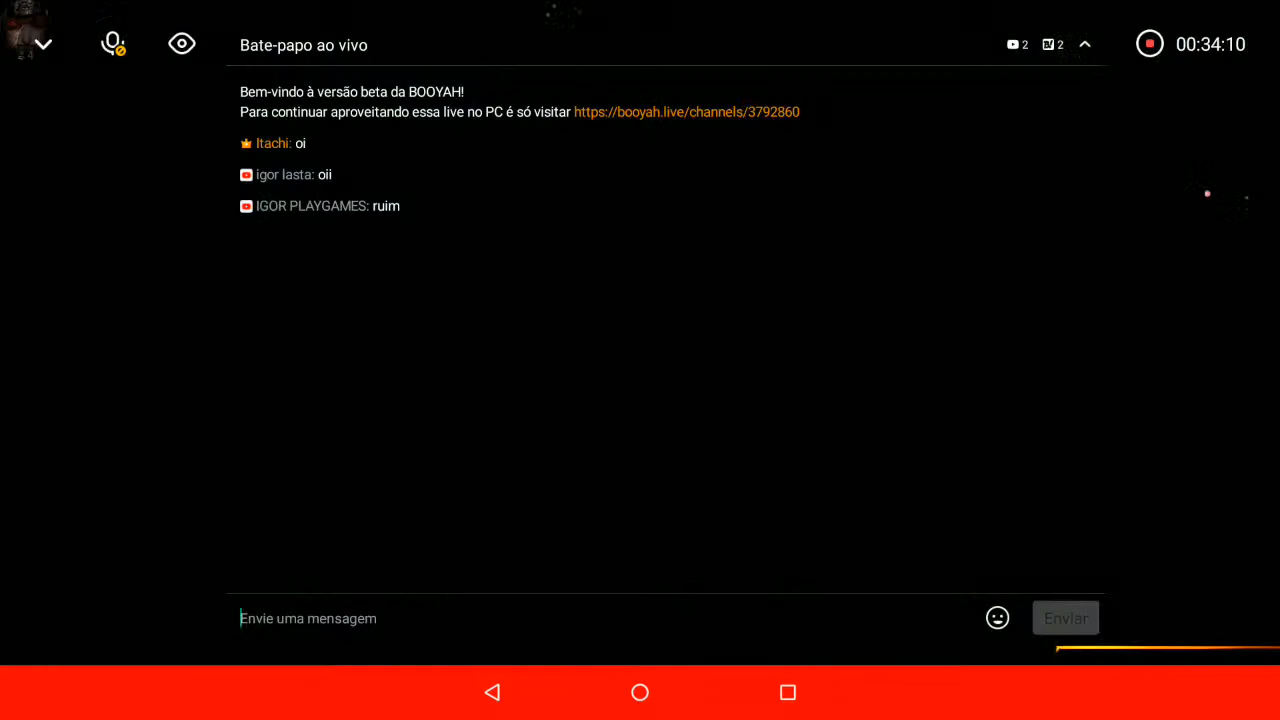 Bate-papo ao vivo
2
2
00:34:10
Bem-vindo à versão beta da BOOYAH!
Para continuar aproveitando essa live no PC é só visitar https://booyah.live/channels/3792860
Itachi: oi
igor lasta: oii
IGOR PLAYGAMES: ruim
Envie uma mensagem
Enviar